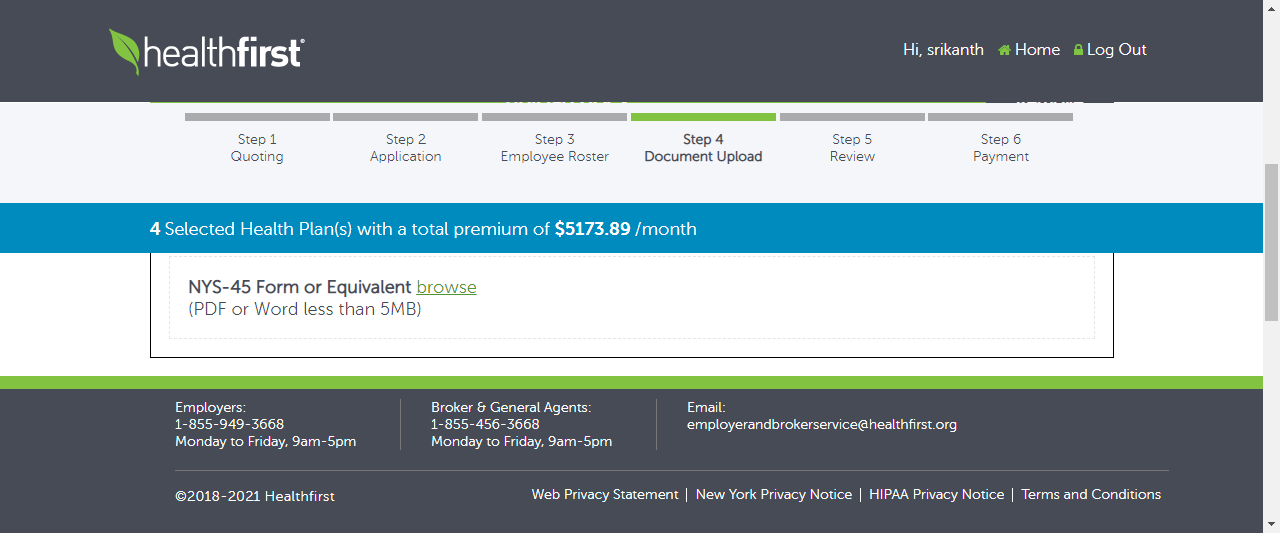 healthfirst®
Hi, srikanth Home Log Out
Step 1
Quoting
Step 2
Application
Step 3
Employee Roster
Step 4
Document Upload
Step 5
Review
Step 6
Payment
4 Selected Health Plan(s) with a total premium of $5173.89 /month
NYS-45 Form or Equivalent browse
(PDF or Word less than 5MB)
Employers:
1-855-949-3668
Monday to Friday, 9am-5pm
Broker & General Agents:
1-855-456-3668
Monday to Friday, 9am-5pm
Email:
employerandbrokerservice@healthfirst.org
©2018-2021 Healthfirst
Web Privacy Statement | New York Privacy Notice | HIPAA Privacy Notice | Terms and Conditions